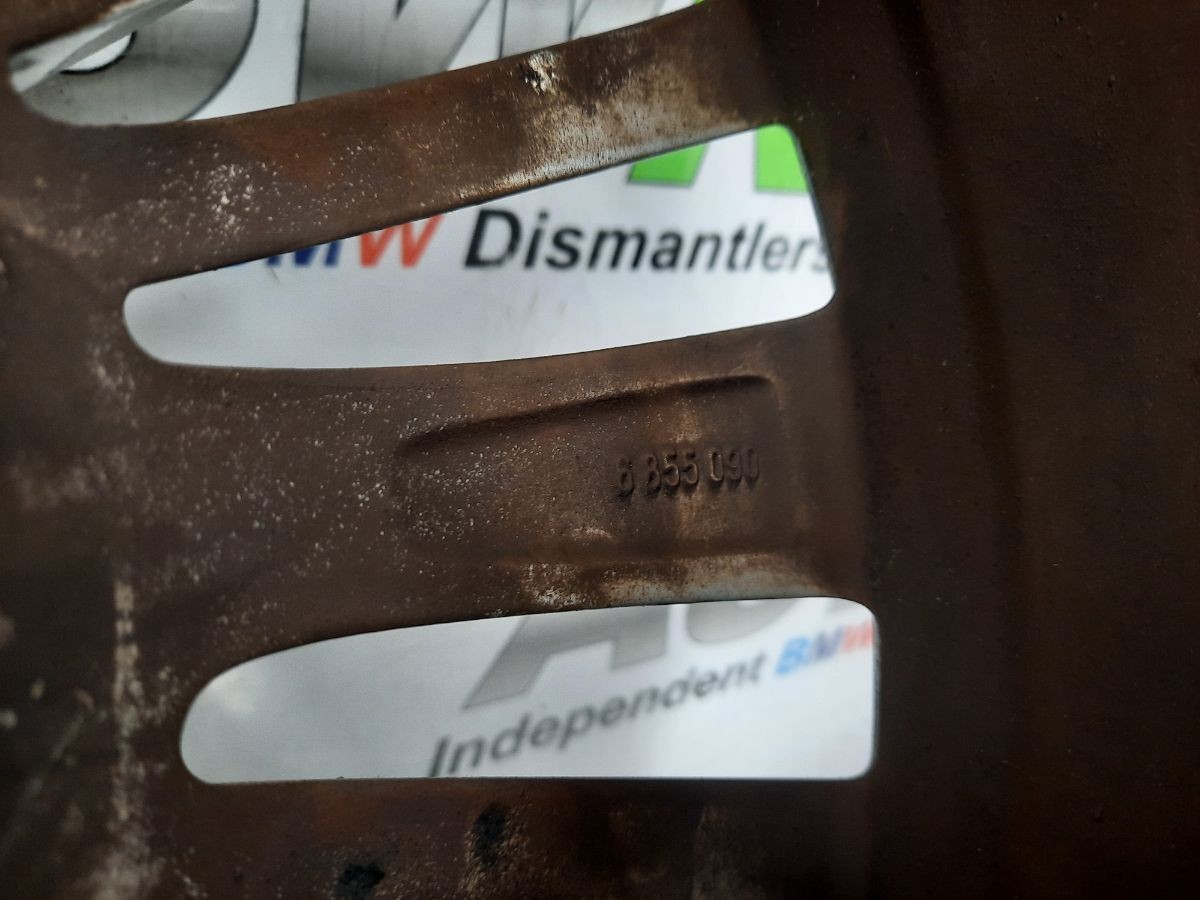 BMW Dismantlers
6 855 090
Independent BMW